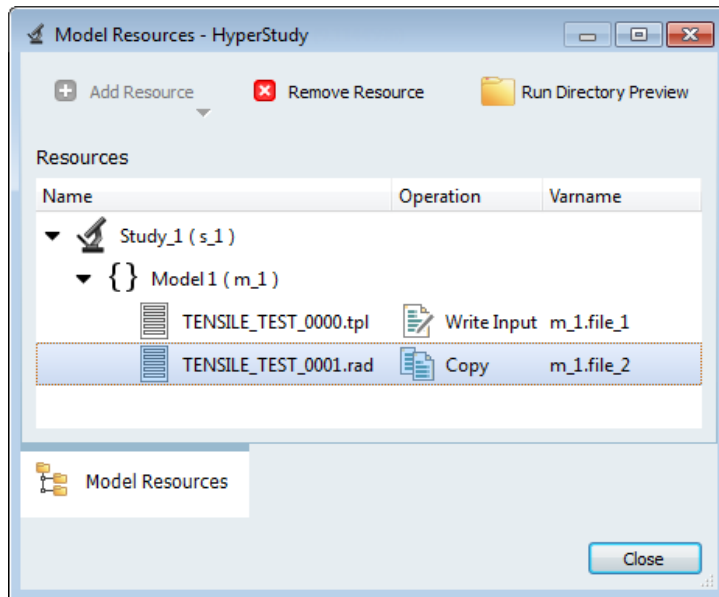 Model Resources - HyperStudy
Add Resource Remove Resource Run Directory Preview
Resources
Name Operation Varname
Study_1 ( s_1 )
{ } Model 1 ( m_1 )
TENSILE_TEST_0000.tpl Write Input m_1.file_1
TENSILE_TEST_0001.rad Copy m_1.file_2
Model Resources
Close